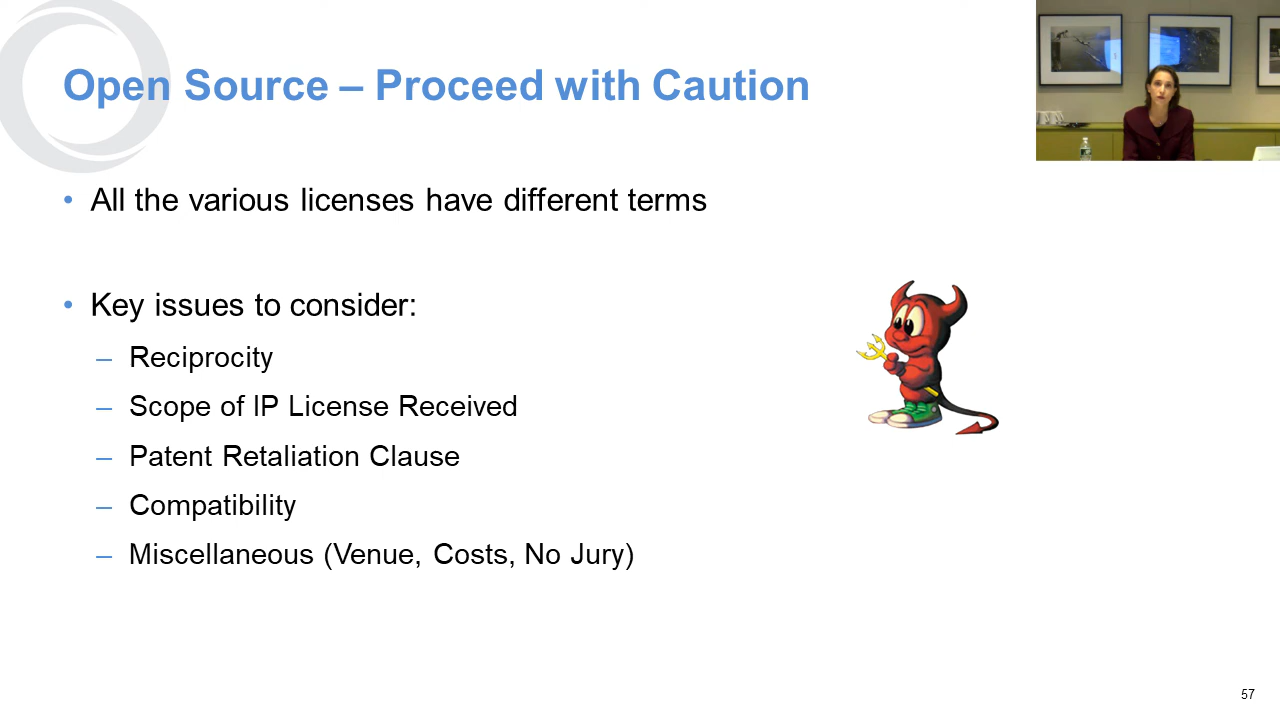 Open Source – Proceed with Caution
• All the various licenses have different terms
• Key issues to consider:
– Reciprocity
– Scope of IP License Received
– Patent Retaliation Clause
– Compatibility
– Miscellaneous (Venue, Costs, No Jury)
57